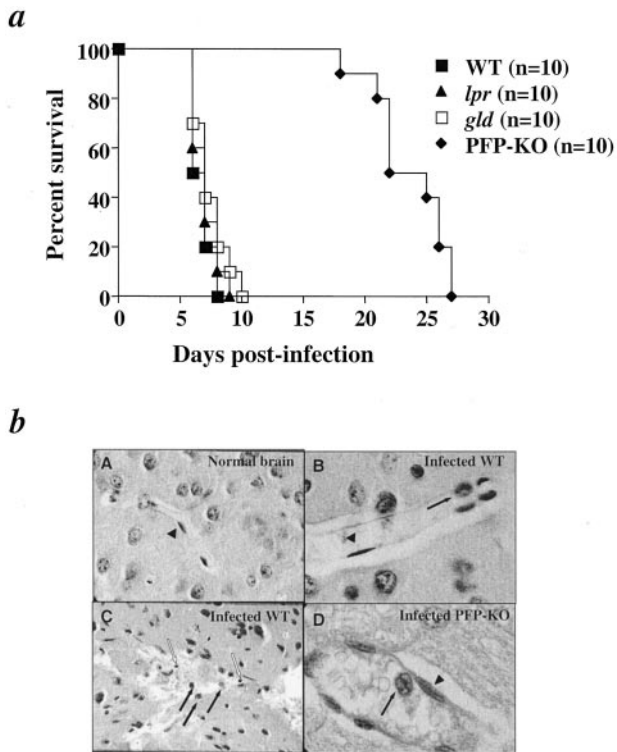 a
100
80
60
40
20
0
Percent survival
0 5 10 15 20 25 30
Days post-infection
WT (n=10)
lpr (n=10)
gld (n=10)
PFP-KO (n=10)
b
A Normal brain
B Infected WT
C Infected WT
D Infected PFP-KO